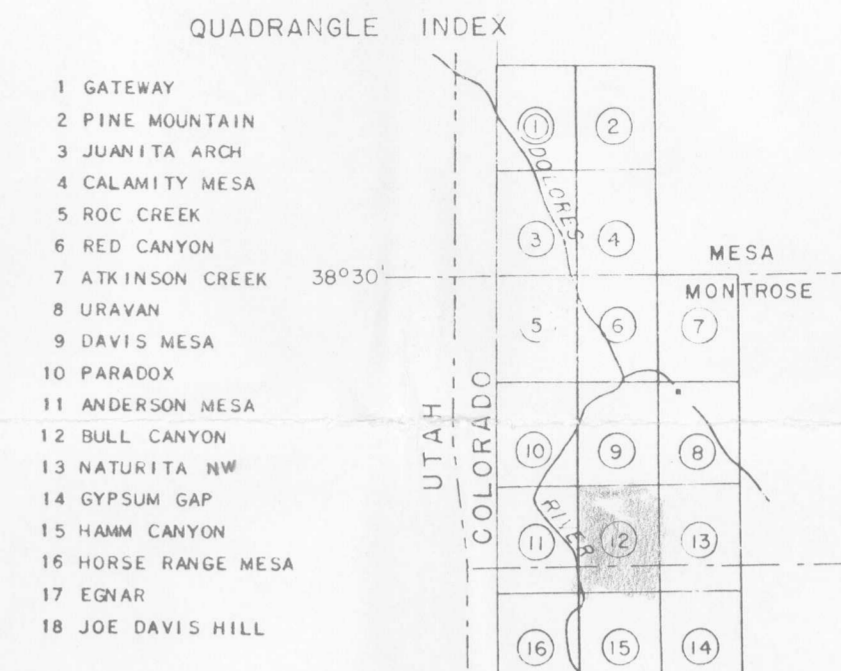 QUADRANGLE INDEX
1 GATEWAY
2 PINE MOUNTAIN
3 JUANITA ARCH
4 CALAMITY MESA
5 ROC CREEK
6 RED CANYON
7 ATKINSON CREEK
8 URAVAN
9 DAVIS MESA
10 PARADOX
11 ANDERSON MESA
12 BULL CANYON
13 NATURITA NW
14 GYPSUM GAP
15 HAMM CANYON
16 HORSE RANGE MESA
17 EGNAR
18 JOE DAVIS HILL
1 2
DOLORES
3 4
MESA
38°30'
MONTROSE
5 6 7
UTAH
COLORADO
10 9 8
RIVER
11 12 13
16 15 14